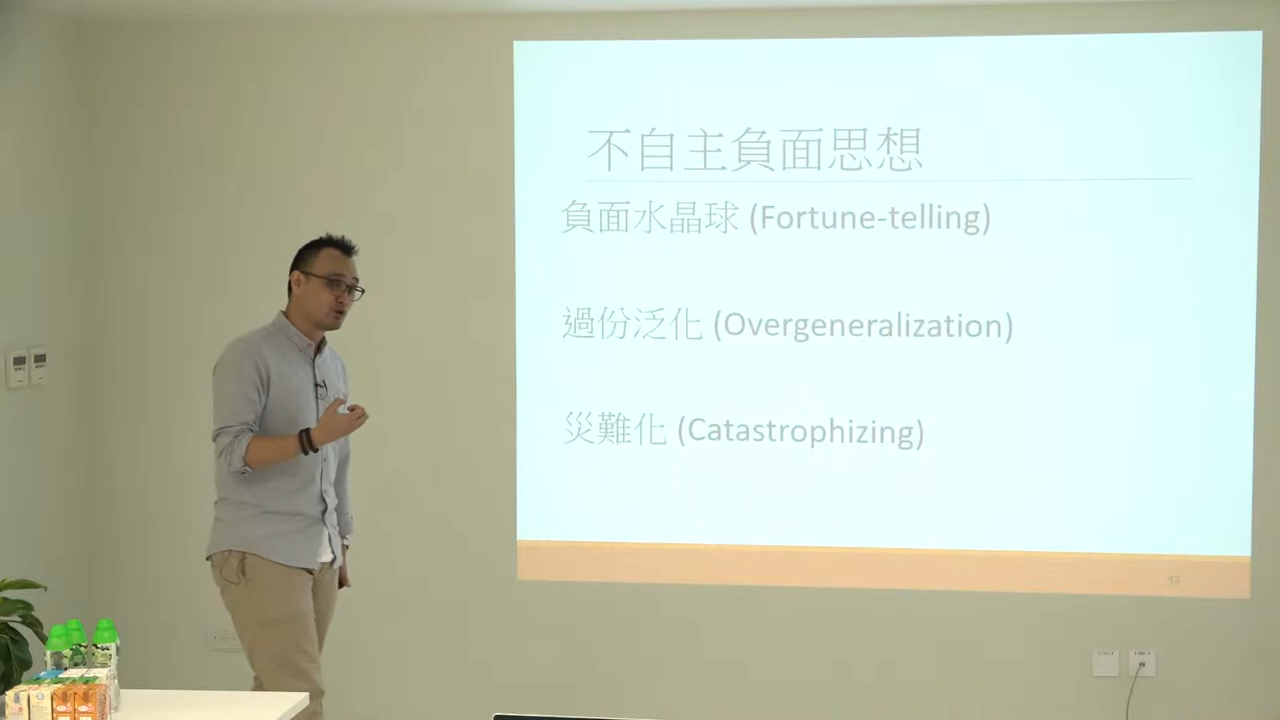 不自主負面思想
負面水晶球 (Fortune-telling)
過份泛化 (Overgeneralization)
災難化 (Catastrophizing)
13